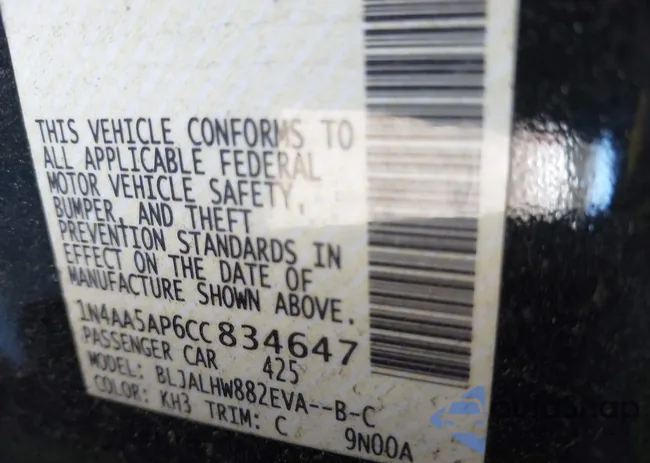 THIS VEHICLE CONFORMS TO
ALL APPLICABLE FEDERAL
MOTOR VEHICLE SAFETY,
BUMPER, AND THEFT
PREVENTION STANDARDS IN
EFFECT ON THE DATE OF
MANUFACTURE SHOWN ABOVE.
1N4AA5AP6CC834647
PASSENGER CAR 425
MODEL: BLJALHW882EVA--B-C
COLOR: KH3 TRIM: C 9N00A